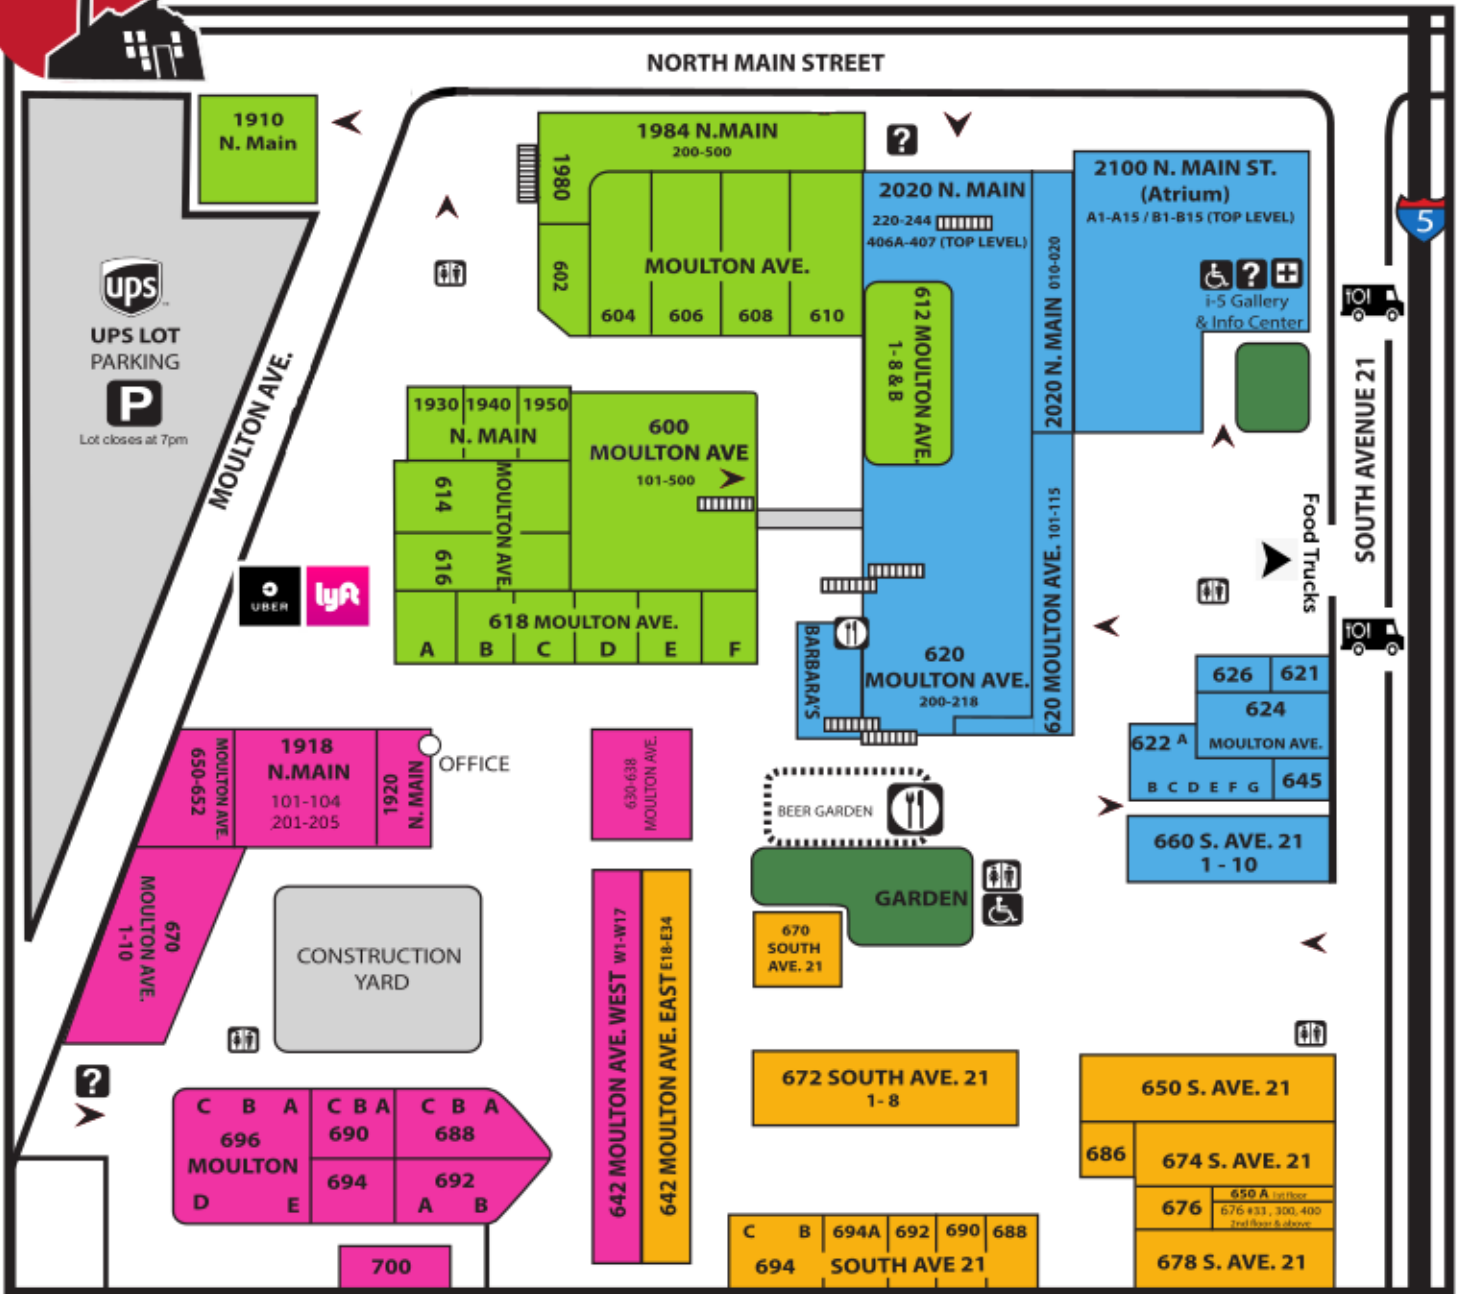 NORTH MAIN STREET
1910
N. Main
1984 N.MAIN
200-500
1980
602
MOULTON AVE.
604
606
608
610
?
2020 N. MAIN
220-244
406A-407 (TOP LEVEL)
2020 N. MAIN 010-020
612 MOULTON AVE.
1-8 & B
2100 N. MAIN ST.
(Atrium)
A1-A15 / B1-B15 (TOP LEVEL)
?
i-5 Gallery
& Info Center
5
SOUTH AVENUE 21
Food Trucks
ups
UPS LOT
PARKING
P
Lot closes at 7pm
MOULTON AVE.
1930
1940
1950
N. MAIN
614
616
MOULTON AVE.
600
MOULTON AVE
101-500
618 MOULTON AVE.
A B C D E F
UBER
lyft
BARBARA'S
620
MOULTON AVE.
200-218
620 MOULTON AVE. 101-115
626
621
624
MOULTON AVE.
622 A
B C D E F G
645
660 S. AVE. 21
1 - 10
650-652
MOULTON AVE.
1918
N.MAIN
101-104
201-205
1920
N. MAIN
OFFICE
630-638
MOULTON AVE.
BEER GARDEN
GARDEN
670
MOULTON AVE.
1-10
CONSTRUCTION
YARD
642 MOULTON AVE. WEST W1-W17
642 MOULTON AVE. EAST E18-E34
670
SOUTH
AVE. 21
672 SOUTH AVE. 21
1- 8
650 S. AVE. 21
686
674 S. AVE. 21
676
650 A 1st floor
676 #33 , 300, 400
2nd floor & above
678 S. AVE. 21
?
C B A
696
MOULTON
D E
C B A
690
694
C B A
688
692
A B
700
C B
694
694A
692
690
688
SOUTH AVE 21